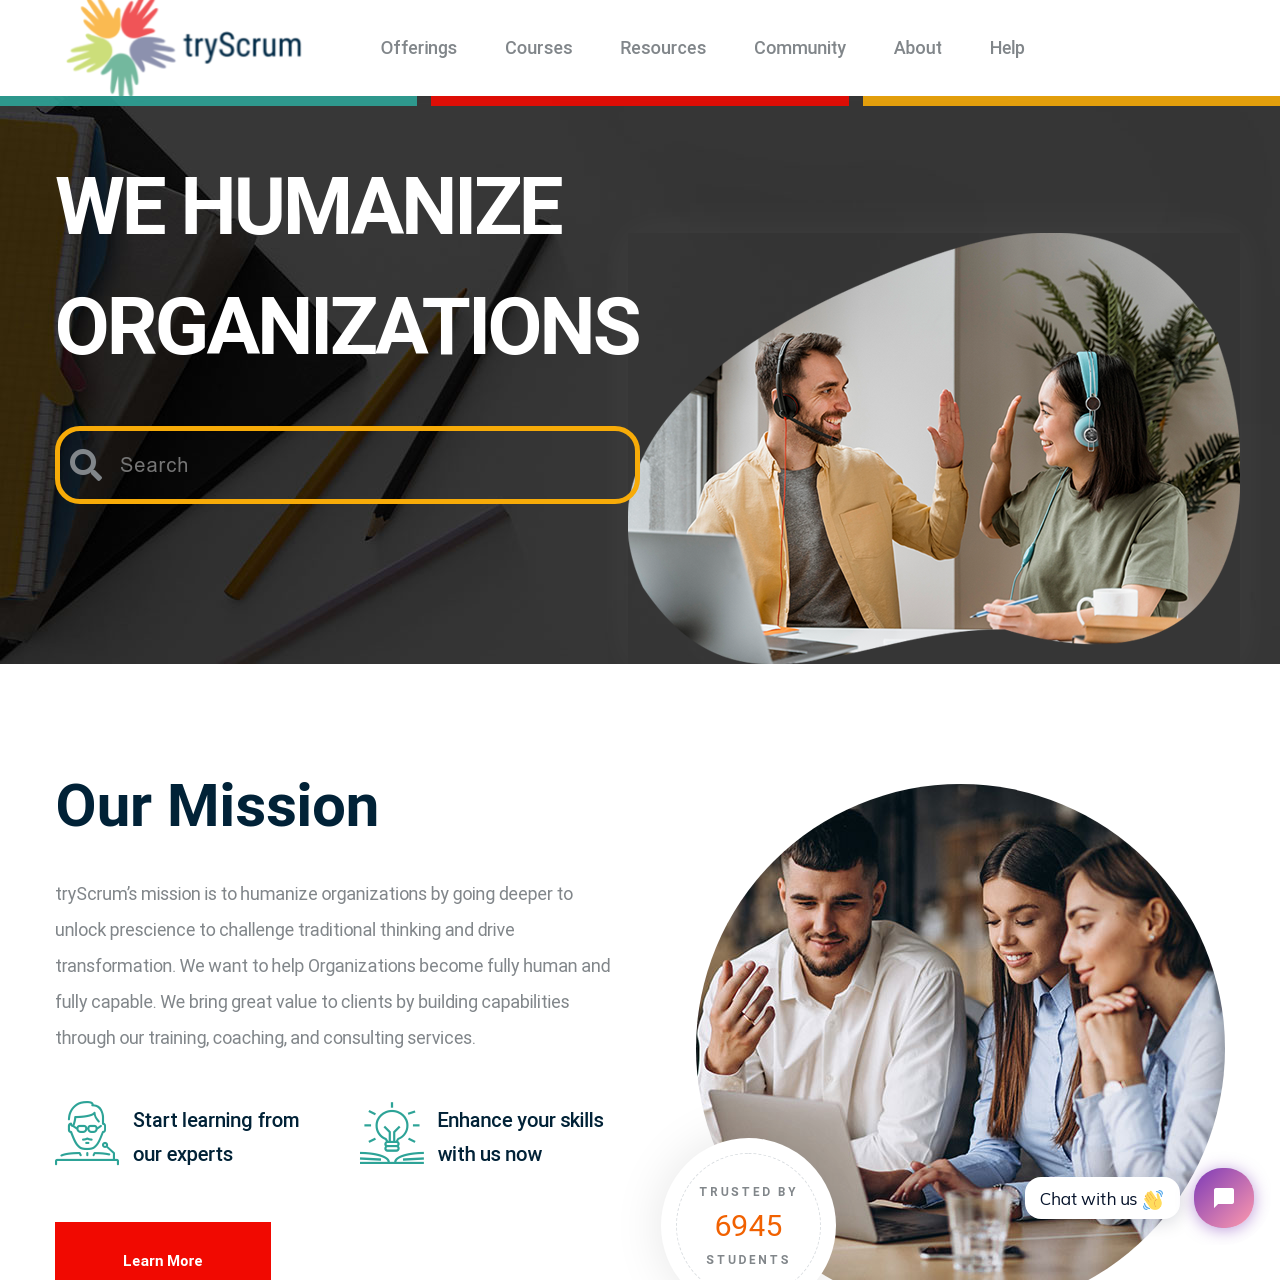 tryScrum
Offerings
Courses
Resources
Community
About
Help
WE HUMANIZE
ORGANIZATIONS
Search
Our Mission
tryScrum’s mission is to humanize organizations by going deeper to
unlock prescience to challenge traditional thinking and drive
transformation. We want to help Organizations become fully human and
fully capable. We bring great value to clients by building capabilities
through our training, coaching, and consulting services.
Start learning from
our experts
Enhance your skills
with us now
Learn More
TRUSTED BY
6945
STUDENTS
Chat with us 👋